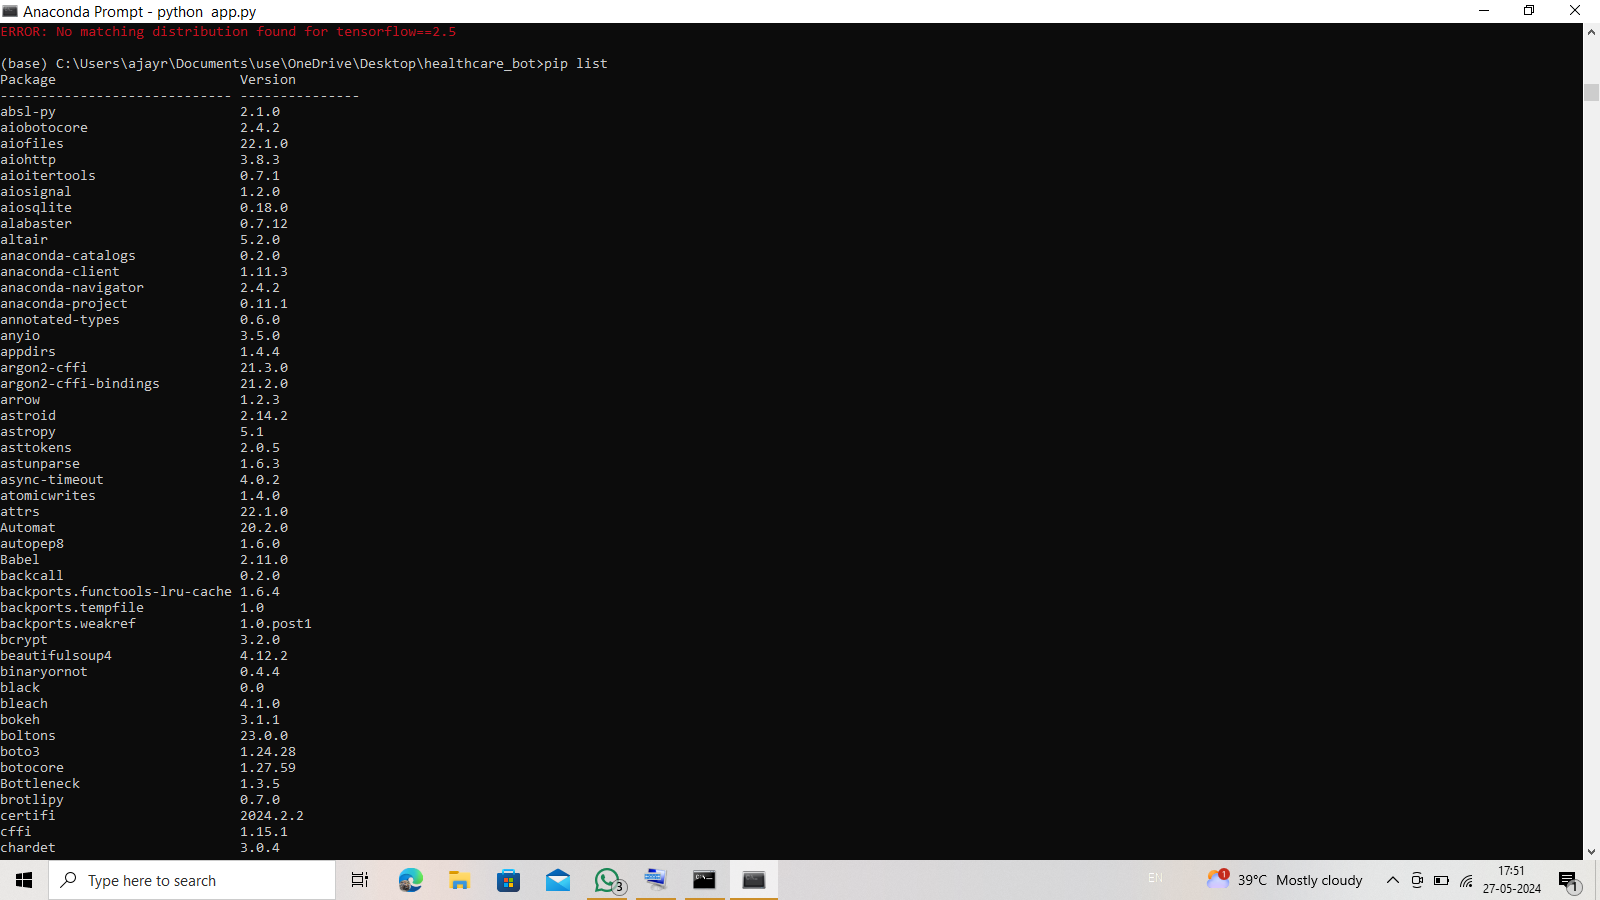 Anaconda Prompt - python  app.py
ERROR: No matching distribution found for tensorflow==2.5
(base) C:\Users\ajayr\Documents\use\OneDrive\Desktop\healthcare_bot>pip list
Package                       Version
----------------------------- ---------------
absl-py                       2.1.0
aiobotocore                   2.4.2
aiofiles                      22.1.0
aiohttp                       3.8.3
aioitertools                  0.7.1
aiosignal                     1.2.0
aiosqlite                     0.18.0
alabaster                     0.7.12
altair                        5.2.0
anaconda-catalogs             0.2.0
anaconda-client               1.11.3
anaconda-navigator            2.4.2
anaconda-project              0.11.1
annotated-types               0.6.0
anyio                         3.5.0
appdirs                       1.4.4
argon2-cffi                   21.3.0
argon2-cffi-bindings          21.2.0
arrow                         1.2.3
astroid                       2.14.2
astropy                       5.1
asttokens                     2.0.5
astunparse                    1.6.3
async-timeout                 4.0.2
atomicwrites                  1.4.0
attrs                         22.1.0
Automat                       20.2.0
autopep8                      1.6.0
Babel                         2.11.0
backcall                      0.2.0
backports.functools-lru-cache 1.6.4
backports.tempfile            1.0
backports.weakref             1.0.post1
bcrypt                        3.2.0
beautifulsoup4                4.12.2
binaryornot                   0.4.4
black                         0.0
bleach                        4.1.0
bokeh                         3.1.1
boltons                       23.0.0
boto3                         1.24.28
botocore                      1.27.59
Bottleneck                    1.3.5
brotlipy                      0.7.0
certifi                       2024.2.2
cffi                          1.15.1
chardet                       3.0.4
Type here to search
3
EN
1
39°C  Mostly cloudy
17:51
27-05-2024
1